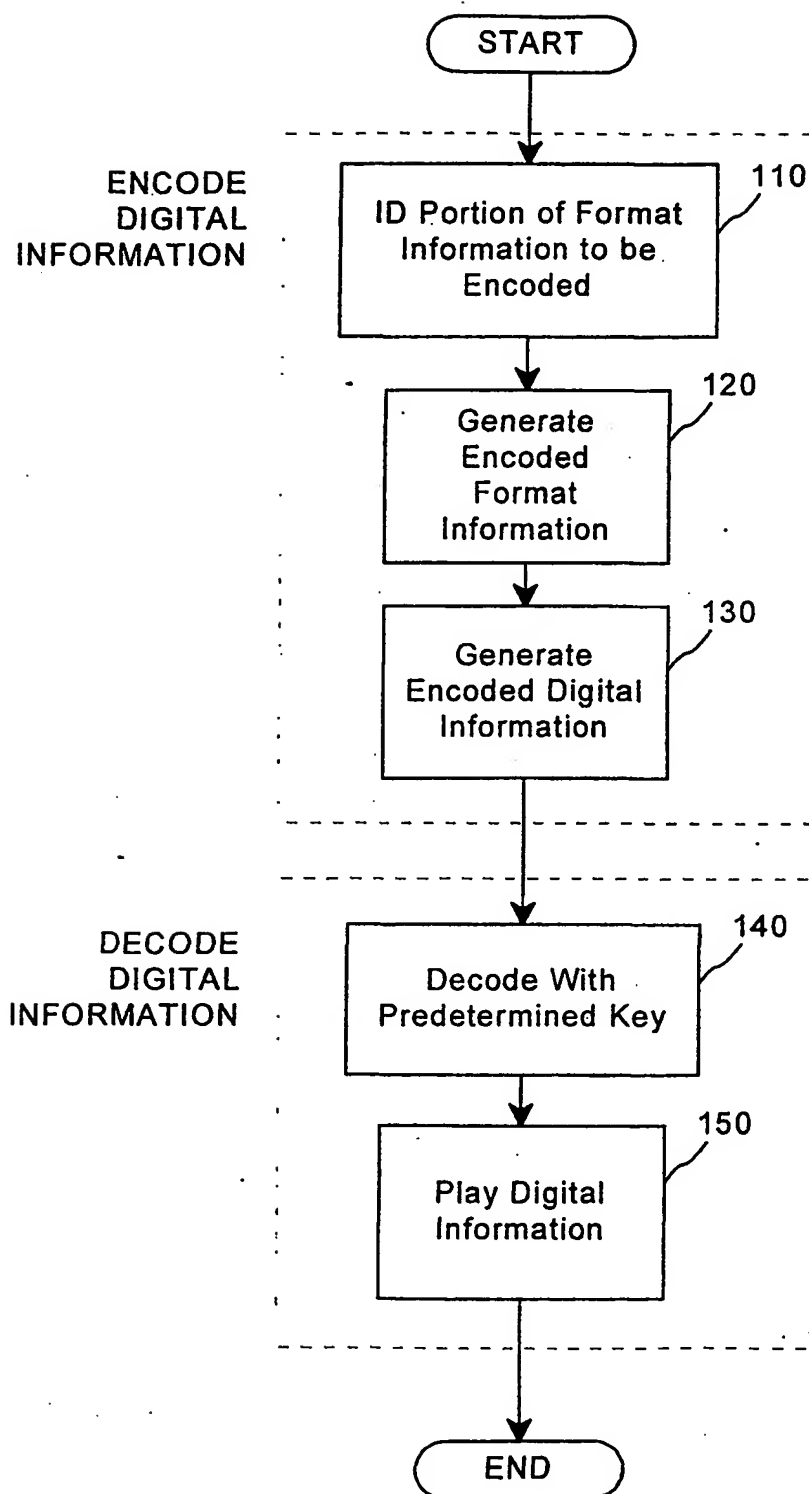 START
ENCODE
DIGITAL
INFORMATION
110
ID Portion of Format
Information to be
Encoded
120
Generate
Encoded
Format
Information
130
Generate
Encoded Digital
Information
DECODE
DIGITAL
INFORMATION
140
Decode With
Predetermined Key
150
Play Digital
Information
END